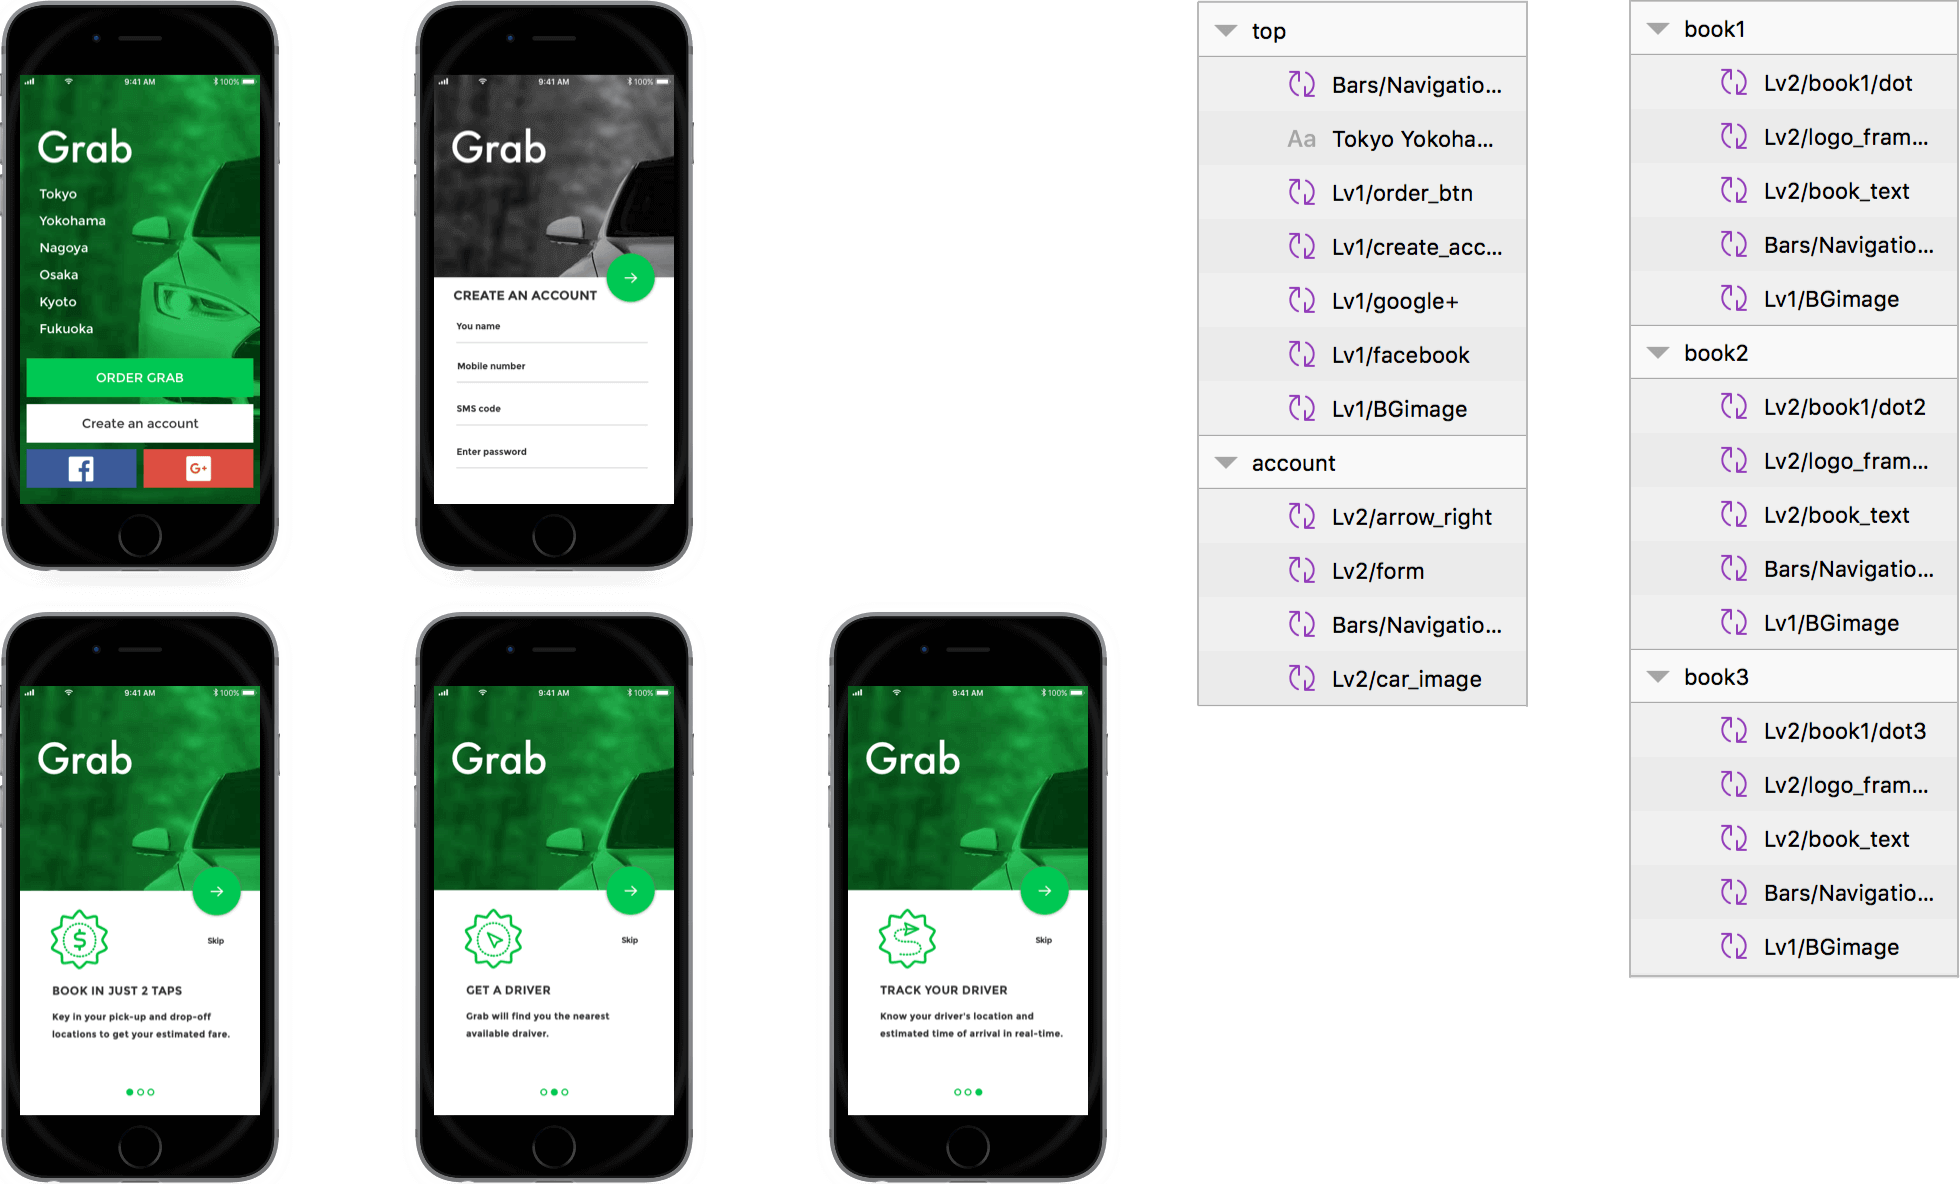 9:41 AM
100%
Grab
Tokyo
Yokohama
Nagoya
Osaka
Kyoto
Fukuoka
ORDER GRAB
Create an account
G+
9:41 AM
100%
Grab
CREATE AN ACCOUNT
You name
Mobile number
SMS code
Enter password
9:41 AM
100%
Grab
$
Skip
BOOK IN JUST 2 TAPS
Key in your pick-up and drop-off
locations to get your estimated fare.
9:41 AM
100%
Grab
Skip
GET A DRIVER
Grab will find you the nearest
available draiver.
9:41 AM
100%
Grab
Skip
TRACK YOUR DRIVER
Know your driver's location and
estimated time of arrival in real-time.
top
Bars/Navigatio...
Aa Tokyo Yokoha...
Lv1/order_btn
Lv1/create_acc...
Lv1/google+
Lv1/facebook
Lv1/BGimage
account
Lv2/arrow_right
Lv2/form
Bars/Navigatio...
Lv2/car_image
book1
Lv2/book1/dot
Lv2/logo_fram...
Lv2/book_text
Bars/Navigatio...
Lv1/BGimage
book2
Lv2/book1/dot2
Lv2/logo_fram...
Lv2/book_text
Bars/Navigatio...
Lv1/BGimage
book3
Lv2/book1/dot3
Lv2/logo_fram...
Lv2/book_text
Bars/Navigatio...
Lv1/BGimage